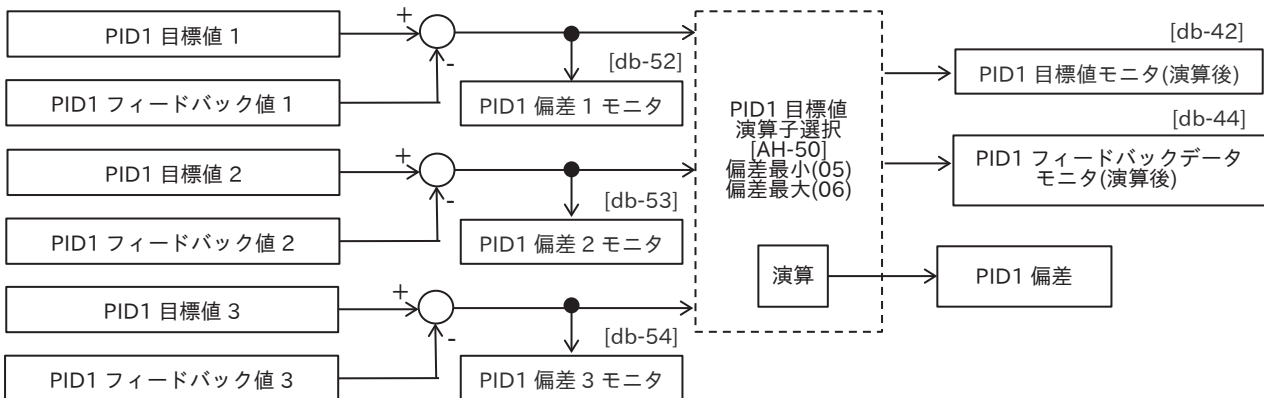 PID1 目標値 1
+
-
PID1 フィードバック値 1
[db-52]
PID1 偏差 1 モニタ
PID1 目標値 2
+
-
PID1 フィードバック値 2
[db-53]
PID1 偏差 2 モニタ
PID1 目標値 3
+
-
PID1 フィードバック値 3
[db-54]
PID1 偏差 3 モニタ
PID1 目標値
演算子選択
[AH-50]
偏差最小(05)
偏差最大(06)
演算
[db-42]
PID1 目標値モニタ(演算後)
[db-44]
PID1 フィードバックデータ
モニタ(演算後)
PID1 偏差